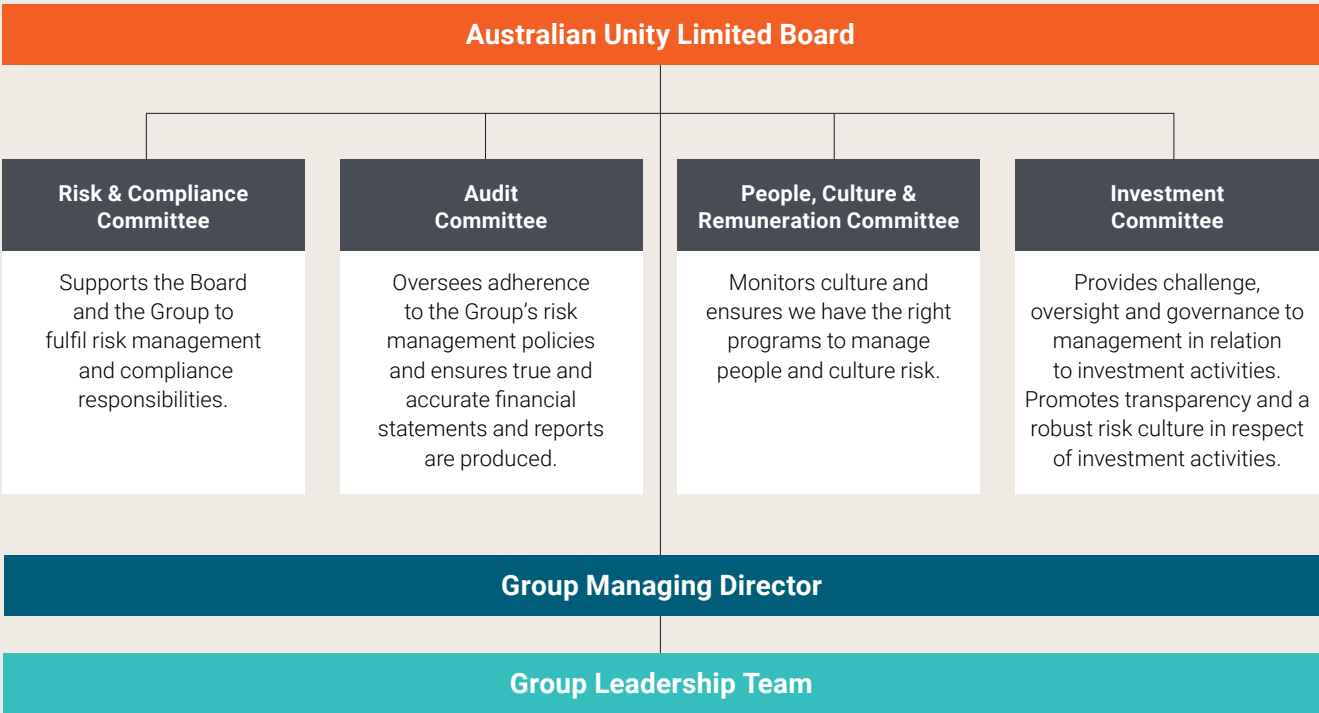 Australian Unity Limited Board
Risk & Compliance
Committee
Supports the Board
and the Group to
fulfil risk management
and compliance
responsibilities.
Audit
Committee
Oversees adherence
to the Group’s risk
management policies
and ensures true and
accurate financial
statements and reports
are produced.
People, Culture &
Remuneration Committee
Monitors culture and
ensures we have the right
programs to manage
people and culture risk.
Investment
Committee
Provides challenge,
oversight and governance to
management in relation
to investment activities.
Promotes transparency and a
robust risk culture in respect
of investment activities.
Group Managing Director
Group Leadership Team